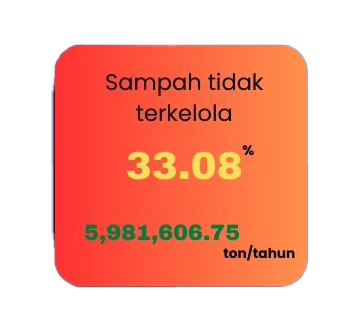 Sampah tidak
terkelola
33.08%
5,981,606.75
ton/tahun